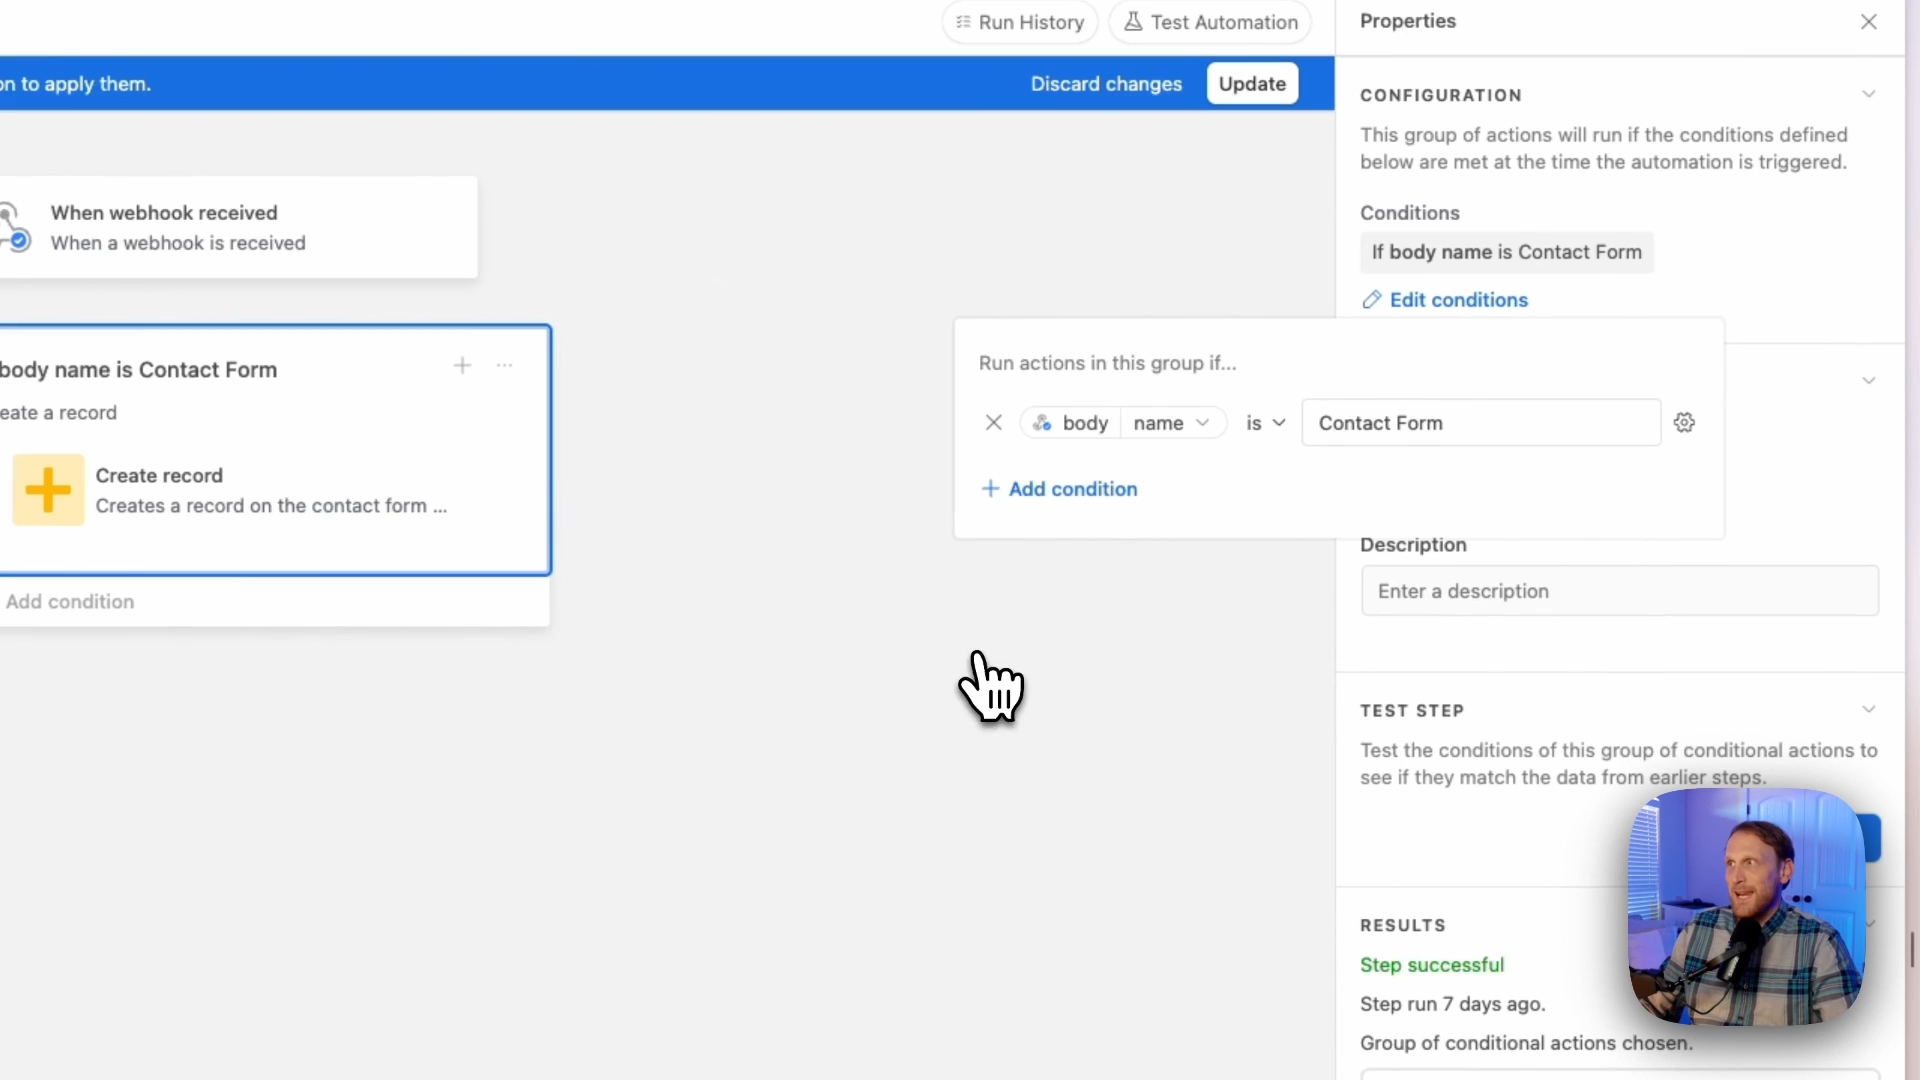 Run History
Test Automation
Properties
on to apply them.
Discard changes
Update
CONFIGURATION
This group of actions will run if the conditions defined
below are met at the time the automation is triggered.
When webhook received
When a webhook is received
Conditions
If body name is Contact Form
Edit conditions
body name is Contact Form
eate a record
Create record
Creates a record on the contact form ...
Add condition
Run actions in this group if...
body name is Contact Form
Add condition
Description
Enter a description
TEST STEP
Test the conditions of this group of conditional actions to
see if they match the data from earlier steps.
RESULTS
Step successful
Step run 7 days ago.
Group of conditional actions chosen.